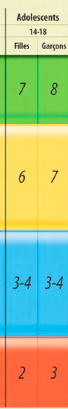 Adolescents
14-18
Filles Garçons
7 8
6 7
3-4 3-4
2 3